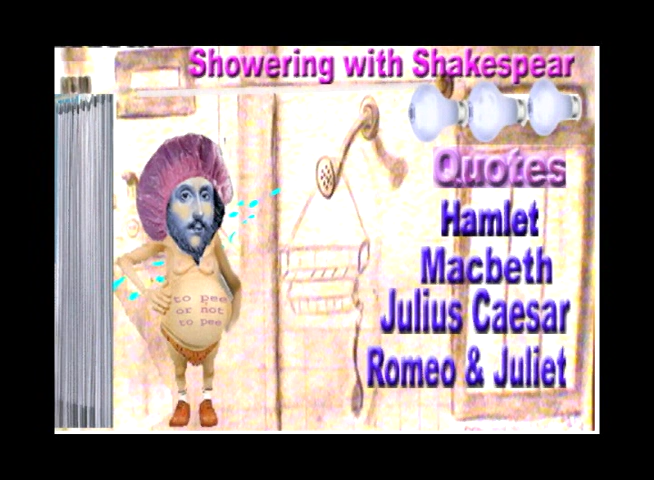 Showering with Shakespear
Quotes
Hamlet
Macbeth
Julius Caesar
Romeo & Juliet
to pee
or not
to pee